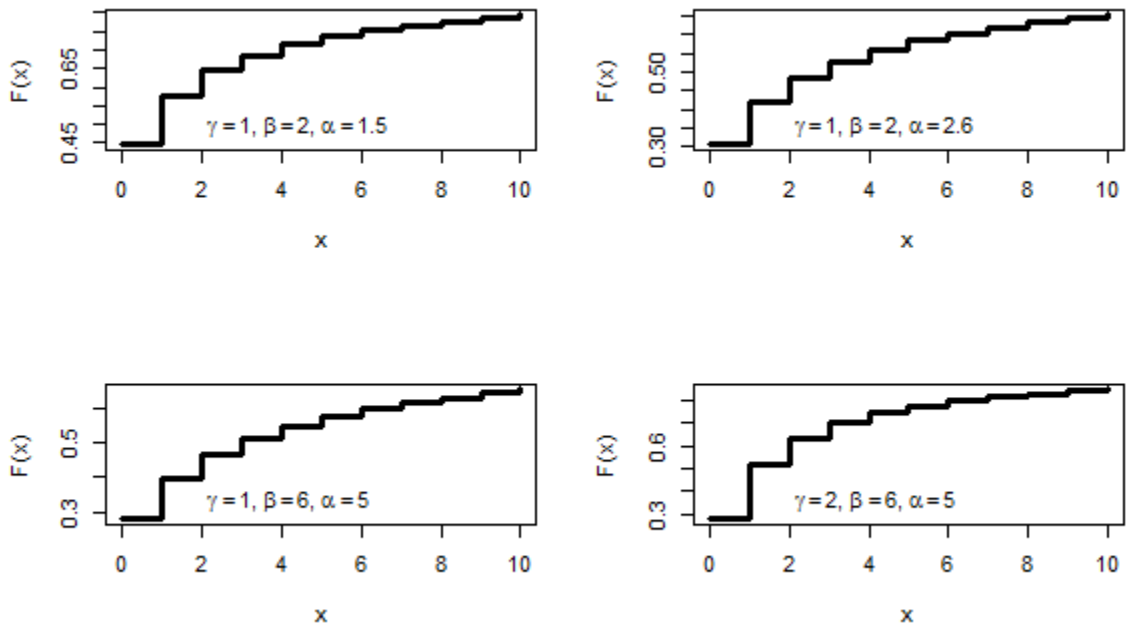 F(x)
0.45 0.65
γ = 1, β = 2, α = 1.5
0 2 4 6 8 10
x
F(x)
0.30 0.50
γ = 1, β = 2, α = 2.6
0 2 4 6 8 10
x
F(x)
0.3 0.5
γ = 1, β = 6, α = 5
0 2 4 6 8 10
x
F(x)
0.3 0.6
γ = 2, β = 6, α = 5
0 2 4 6 8 10
x